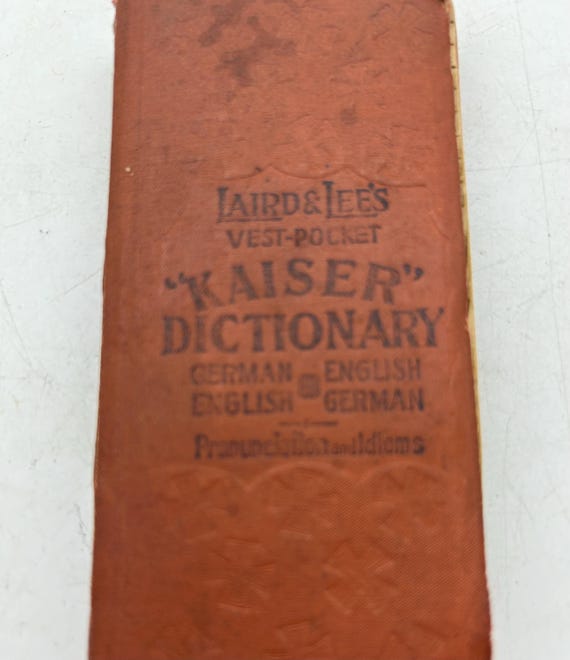 LAIRD & LEE'S
VEST-POCKET
"KAISER"
DICTIONARY
GERMAN ENGLISH
ENGLISH GERMAN
Pronunciation and Idioms